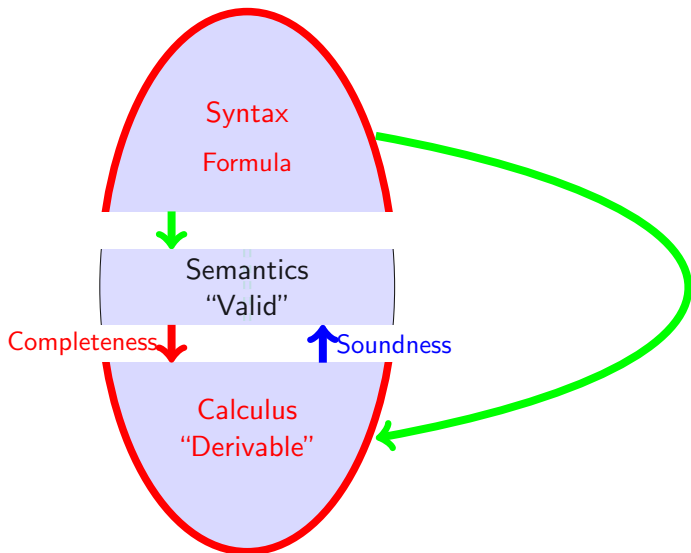 Syntax
Formula
Semantics
“Valid”
Completeness
Soundness
Calculus
“Derivable”